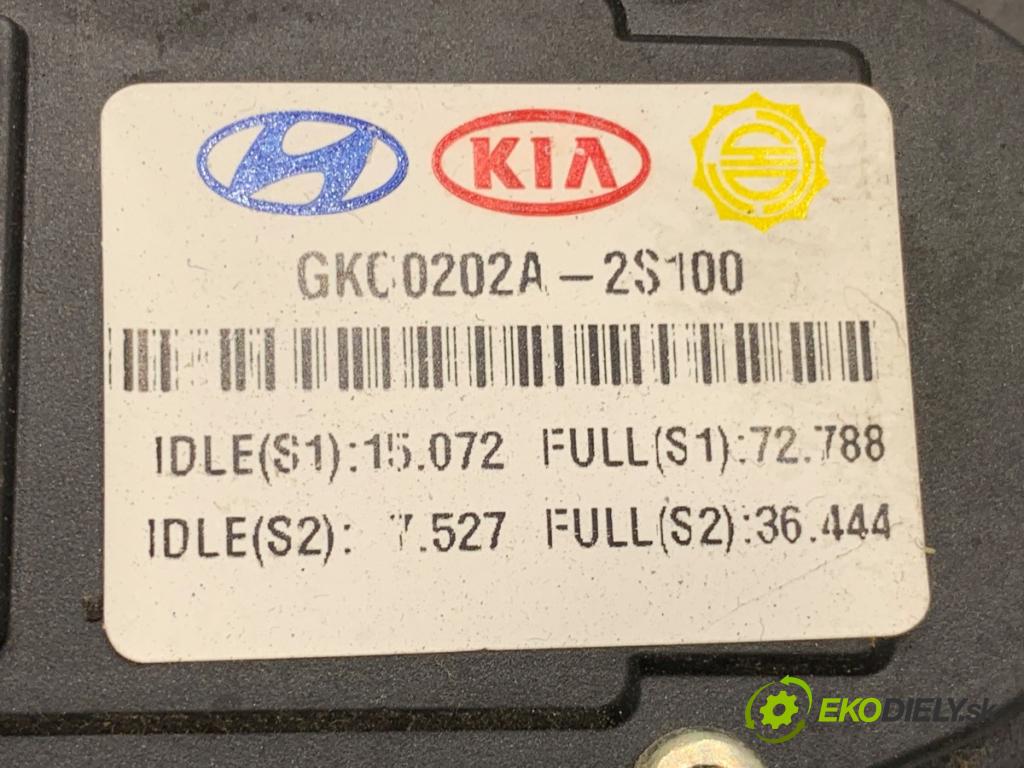 KIA
GKC0202A-2S100
IDLE(S1):15.072 FULL(S1):72.788
IDLE(S2): 7.527 FULL(S2):36.444
EKODIELY.sk